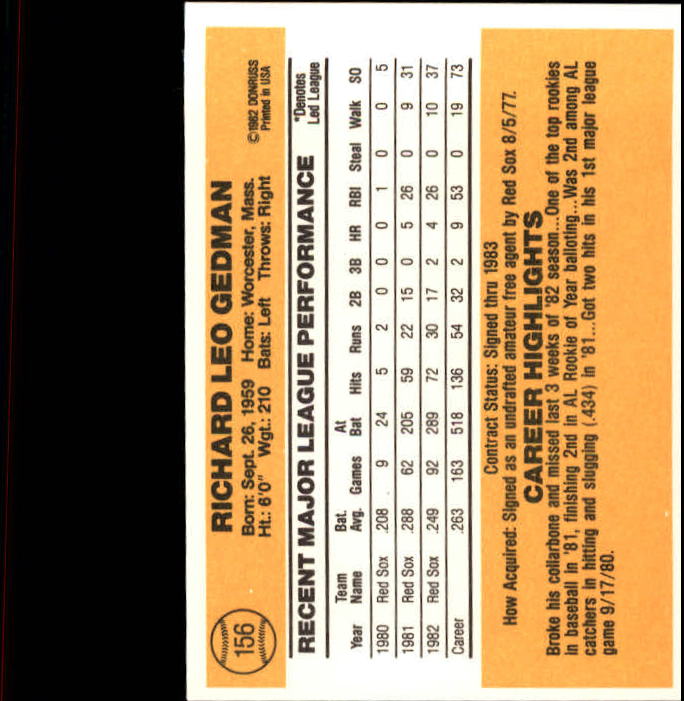 156
RICHARD LEO GEDMAN
Born: Sept. 26, 1959 Home: Worcester, Mass.
Ht.: 6'0" Wgt.: 210 Bats: Left Throws: Right
©1982 DONRUSS
Printed in USA
RECENT MAJOR LEAGUE PERFORMANCE
*Denotes
Led League
Year Team Name Bat. Avg. Games At Bat Hits Runs 2B 3B HR RBI Steal Walk SO
1980 Red Sox .208 9 24 5 2 0 0 0 1 0 0 5
1981 Red Sox .288 62 205 59 22 15 0 5 26 0 9 31
1982 Red Sox .249 92 289 72 30 17 2 4 26 0 10 37
Career .263 163 518 136 54 32 2 9 53 0 19 73
Contract Status: Signed thru 1983
How Acquired: Signed as an undrafted amateur free agent by Red Sox 8/5/77.
CAREER HIGHLIGHTS
Broke his collarbone and missed last 3 weeks of '82 season...One of the top rookies
in baseball in '81, finishing 2nd in AL Rookie of Year balloting...Was 2nd among AL
catchers in hitting and slugging (.434) in '81...Got two hits in his 1st major league
game 9/17/80.